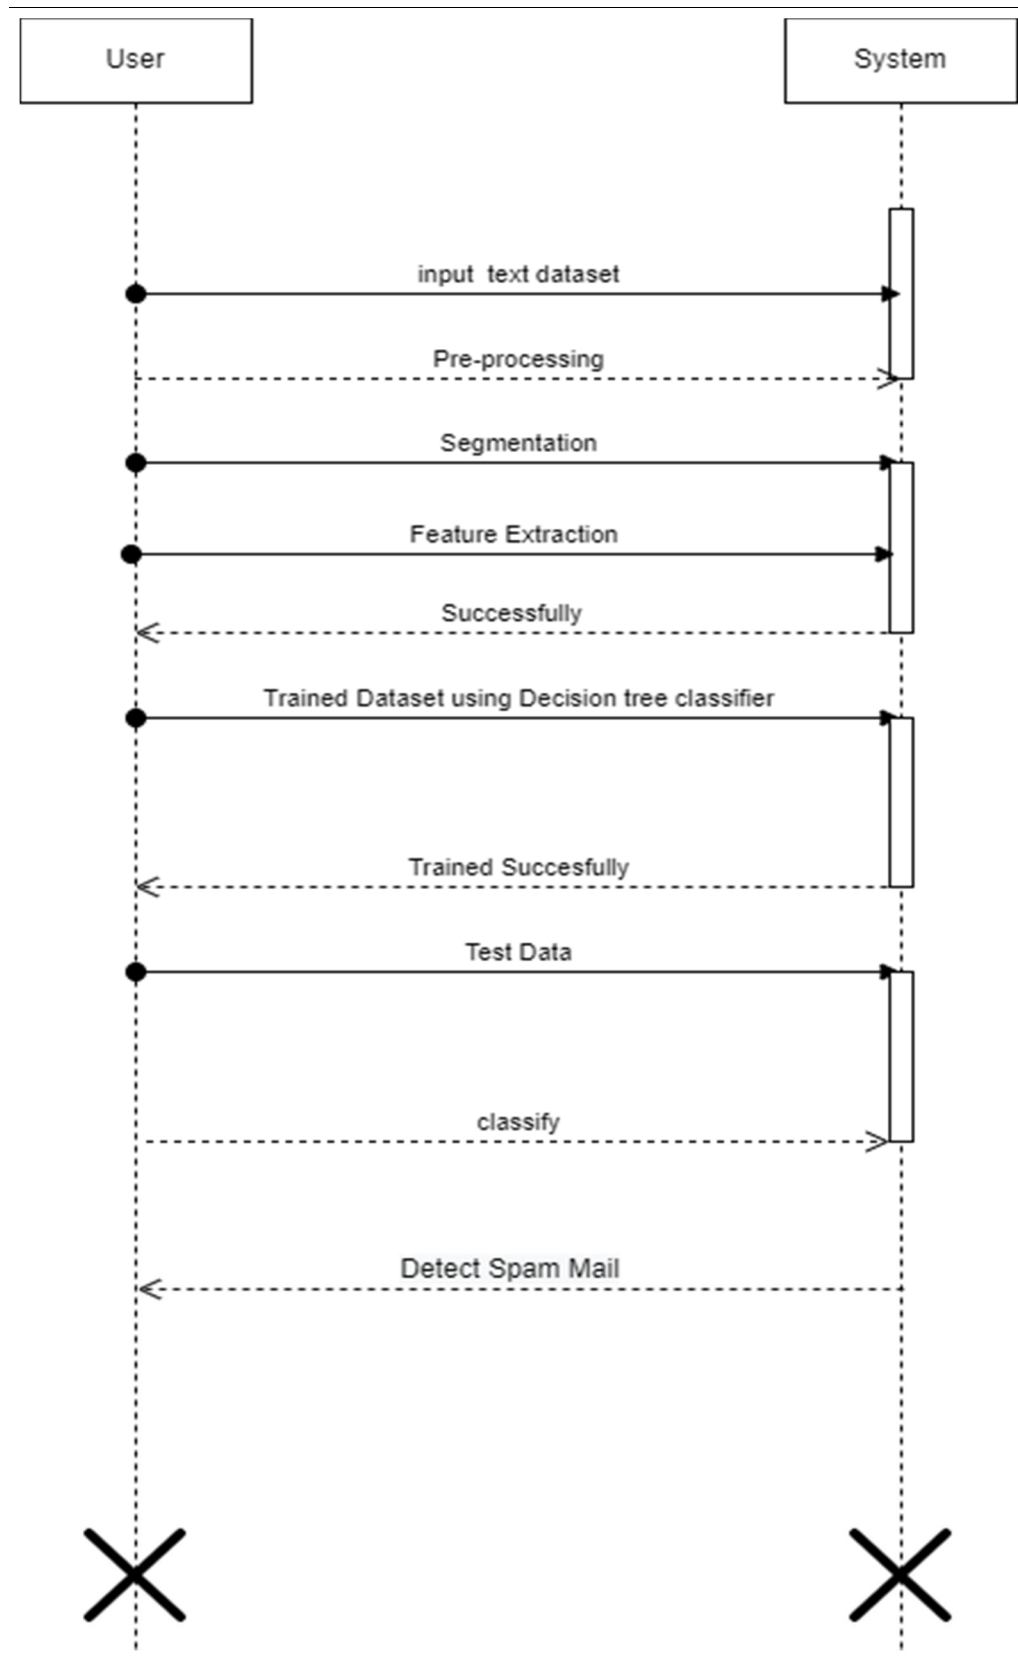 User
System
input  text dataset
Pre-processing
Segmentation
Feature Extraction
Successfully
Trained Dataset using Decision tree classifier
Trained Succesfully
Test Data
classify
Detect Spam Mail